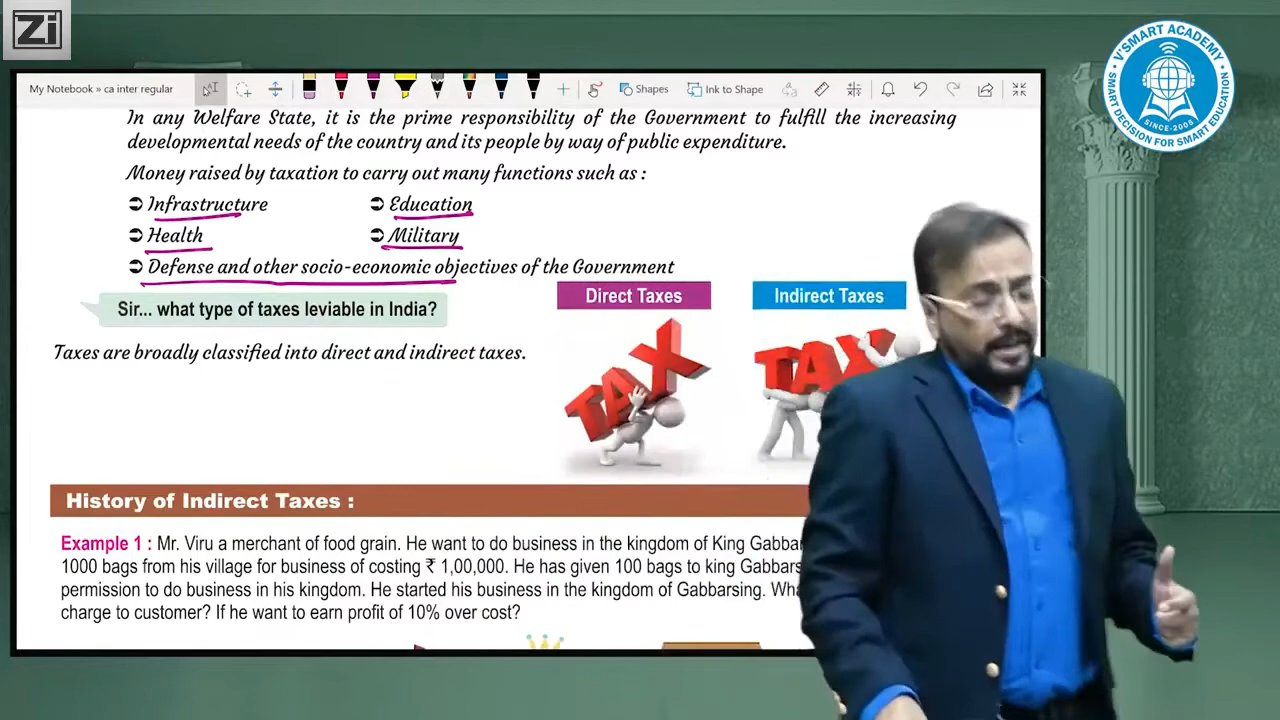 Zi
V'SMART ACADEMY
SINCE-2005
SMART DECISION FOR SMART EDUCATION
My Notebook » ca inter regular
Shapes
Ink to Shape
In any Welfare State, it is the prime responsibility of the Government to fulfill the increasing
developmental needs of the country and its people by way of public expenditure.
Money raised by taxation to carry out many functions such as :
Infrastructure
Education
Health
Military
Defense and other socio-economic objectives of the Government
Sir... what type of taxes leviable in India?
Direct Taxes
Indirect Taxes
TAX
TAX
Taxes are broadly classified into direct and indirect taxes.
History of Indirect Taxes :
Example 1 : Mr. Viru a merchant of food grain. He want to do business in the kingdom of King
1000 bags from his village for business of costing ₹ 1,00,000. He has given 100 bags to king
permission to do business in his kingdom. He started his business in the kingdom of Gabbarsing.
charge to customer? If he want to earn profit of 10% over cost?